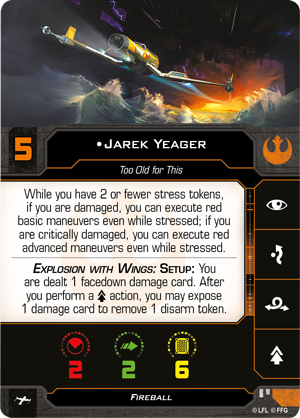 •Jarek Yeager
5
Too Old for This
While you have 2 or fewer stress tokens,
if you are damaged, you can execute red
basic maneuvers even while stressed; if you
are critically damaged, you can execute red
advanced maneuvers even while stressed.
Explosion with Wings: Setup: You
are dealt 1 facedown damage card. After
you perform a action, you may expose
1 damage card to remove 1 disarm token.
2 2 6
Fireball
© LFL © FFG